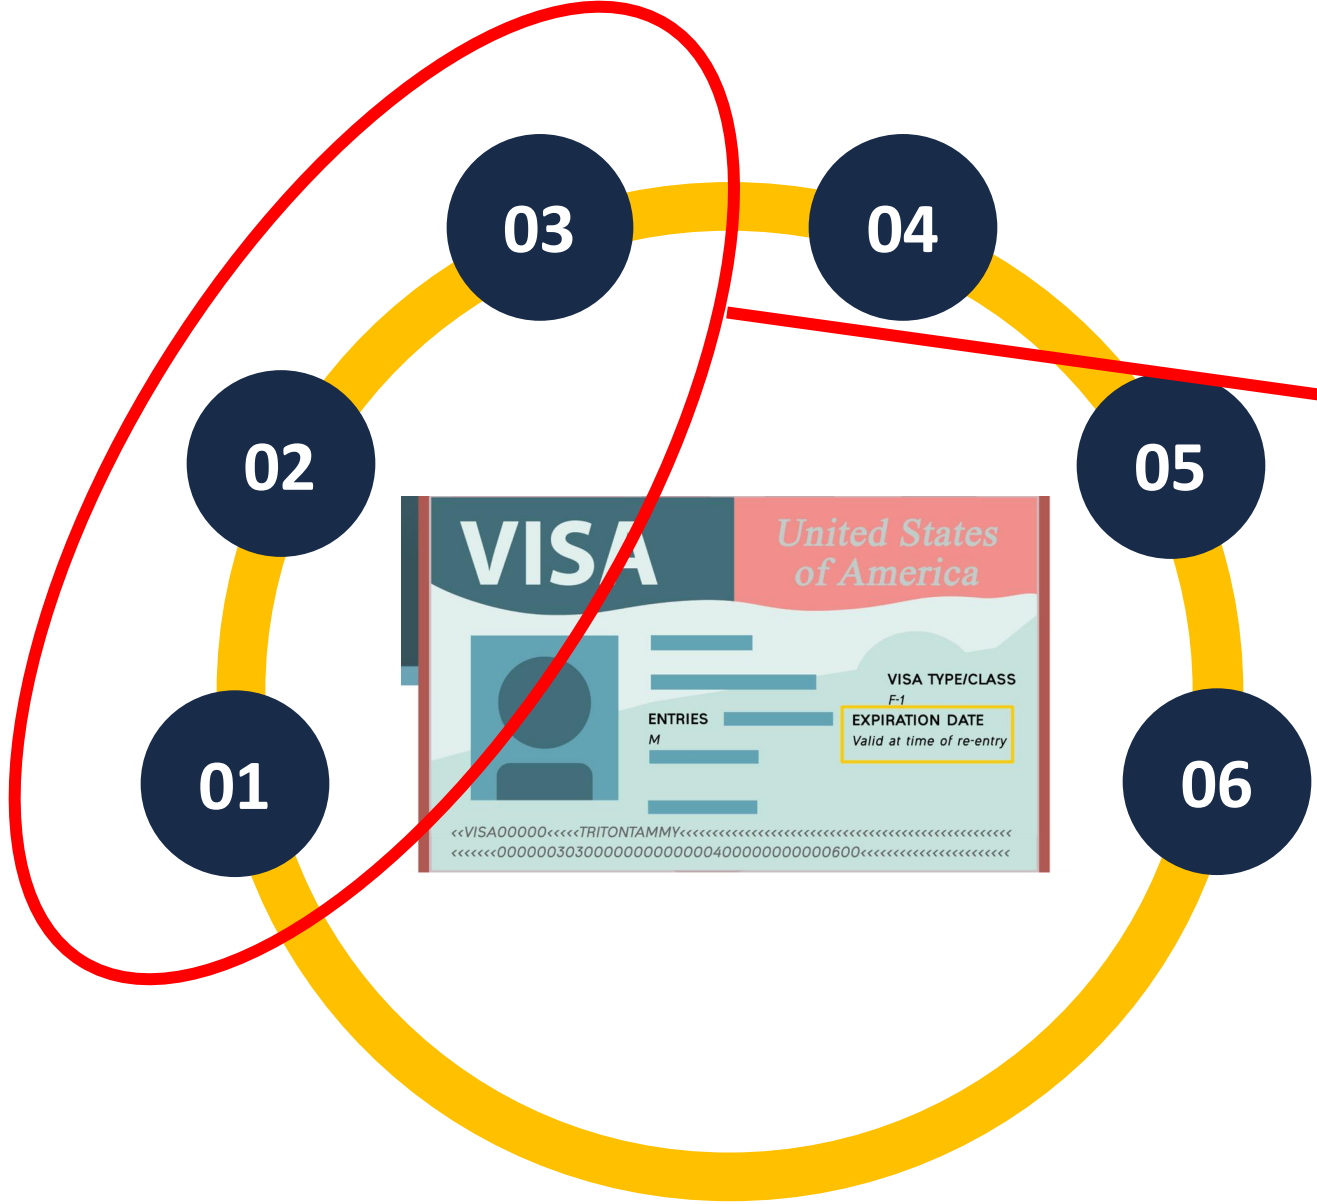 03
04
02
05
01
06
VISA
United States
of America
VISA TYPE/CLASS
F-1
ENTRIES
M
EXPIRATION DATE
Valid at time of re-entry
‹‹VISA00000‹‹‹‹‹TRITONTAMMY‹‹‹‹‹‹‹‹‹‹‹‹‹‹‹‹‹‹‹‹‹‹‹‹‹‹‹‹‹‹‹‹‹‹‹‹‹‹‹‹‹‹‹‹‹‹‹‹‹‹‹
‹‹‹‹‹‹‹0000003030000000000000400000000000600‹‹‹‹‹‹‹‹‹‹‹‹‹‹‹‹‹‹‹‹‹‹‹